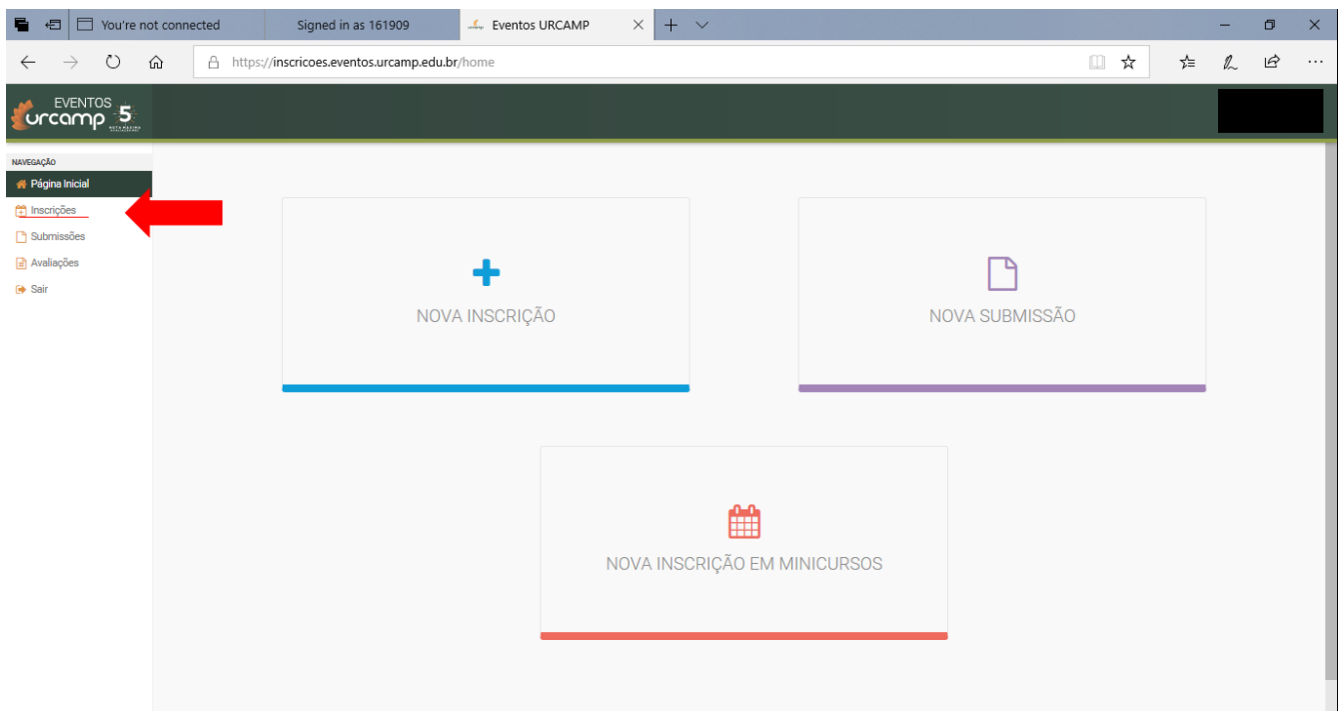 You're not connected
Signed in as 161909
Eventos URCAMP
https://inscricoes.eventos.urcamp.edu.br/home
EVENTOS
urcamp 5
NAVEGAÇÃO
Página Inicial
Inscrições
Submissões
Avaliações
Sair
NOVA INSCRIÇÃO
NOVA SUBMISSÃO
NOVA INSCRIÇÃO EM MINICURSOS